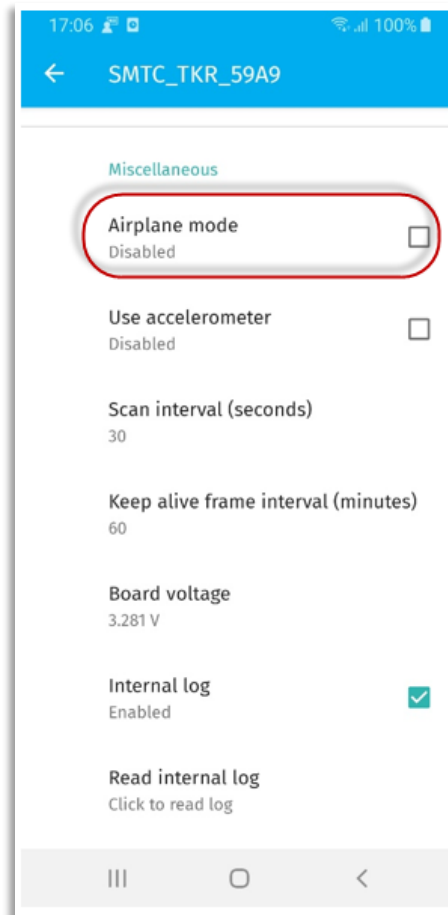 17:06 100%
SMTC_TKR_59A9
Miscellaneous
Airplane mode
Disabled
Use accelerometer
Disabled
Scan interval (seconds)
30
Keep alive frame interval (minutes)
60
Board voltage
3.281 V
Internal log
Enabled
Read internal log
Click to read log